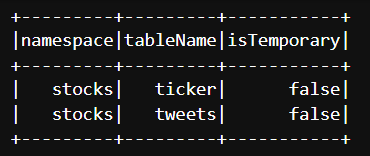 +---------+---------+-----------+
|namespace|tableName|isTemporary|
+---------+---------+-----------+
|   stocks|   ticker|      false|
|   stocks|   tweets|      false|
+---------+---------+-----------+